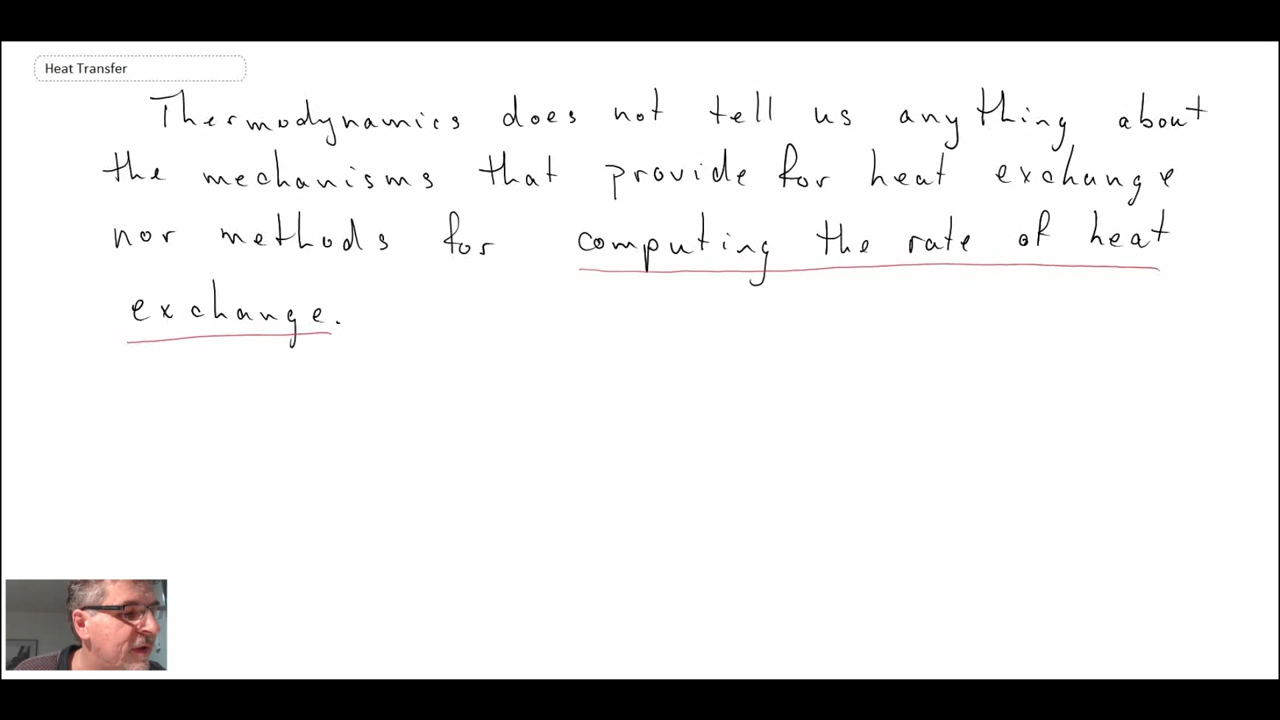 Heat Transfer
Thermodynamics does not tell us anything about
the mechanisms that provide for heat exchange
nor methods for computing the rate of heat
exchange.